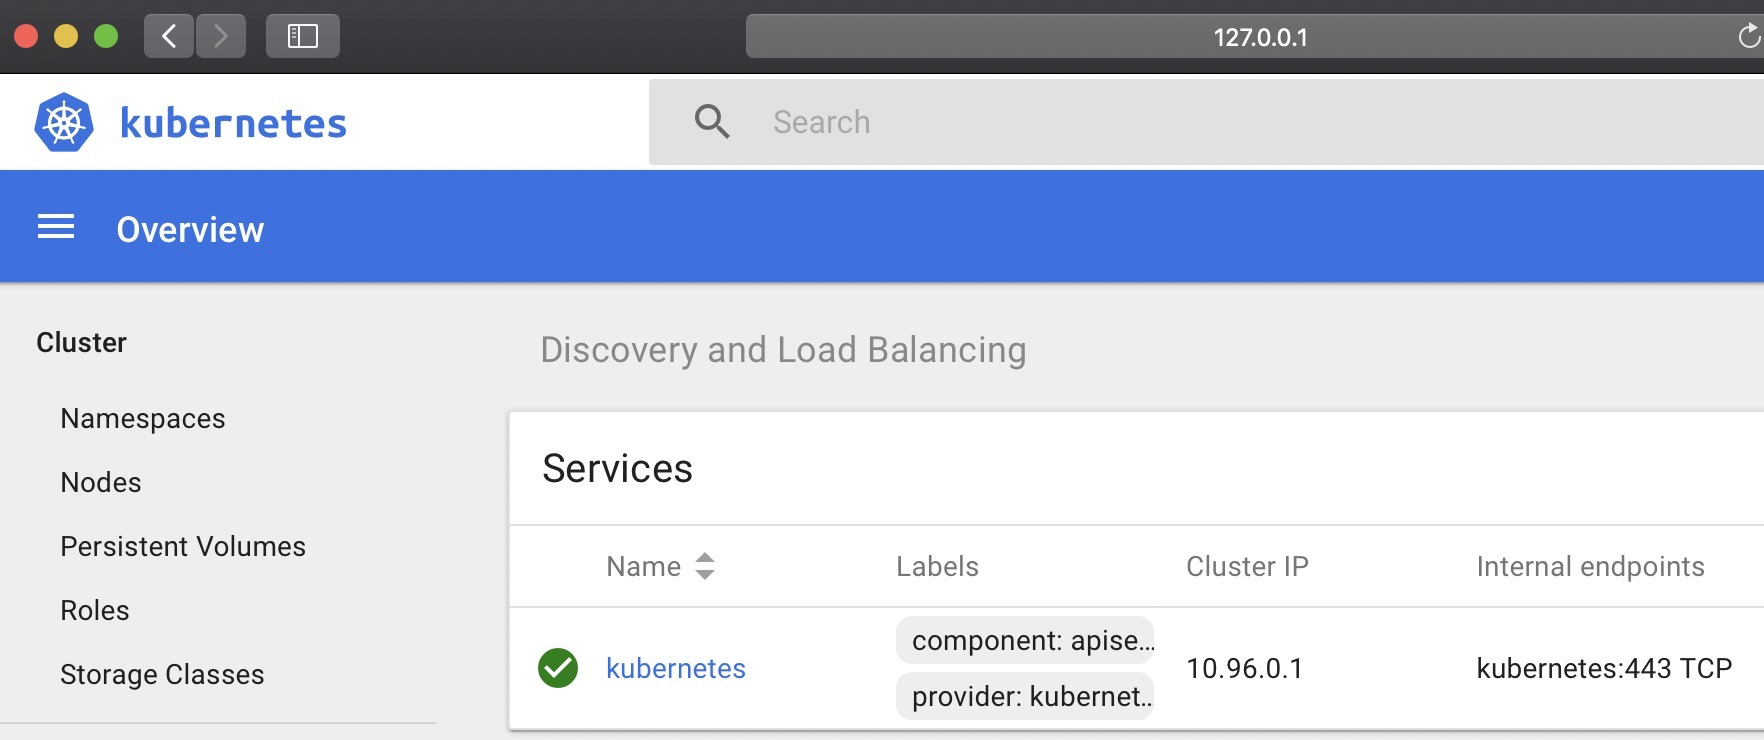 127.0.0.1
kubernetes
Search
Overview
Cluster
Namespaces
Nodes
Persistent Volumes
Roles
Storage Classes
Discovery and Load Balancing
Services
Name Labels Cluster IP Internal endpoints
component: apise...
kubernetes 10.96.0.1 kubernetes:443 TCP
provider: kubernet...